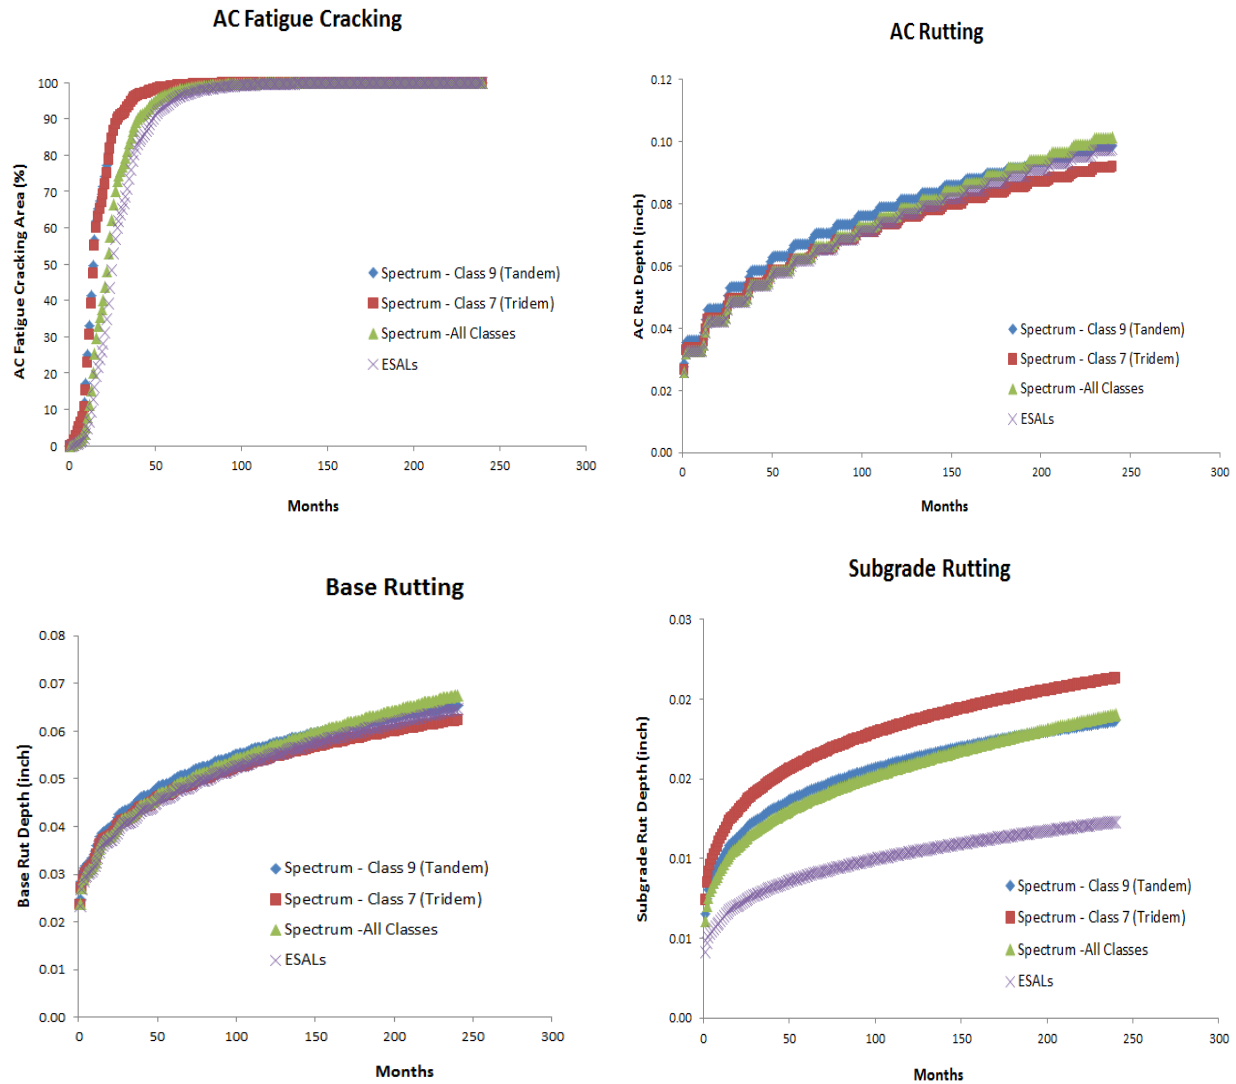 AC Fatigue Cracking
AC Fatigue Cracking Area (%)
100
90
80
70
60
50
40
30
20
10
0
0 50 100 150 200 250 300
Months
Spectrum - Class 9 (Tandem)
Spectrum - Class 7 (Tridem)
Spectrum -All Classes
ESALs
AC Rutting
AC Rut Depth (inch)
0.12
0.10
0.08
0.06
0.04
0.02
0.00
0 50 100 150 200 250 300
Months
Spectrum - Class 9 (Tandem)
Spectrum - Class 7 (Tridem)
Spectrum -All Classes
ESALs
Base Rutting
Base Rut Depth (inch)
0.08
0.07
0.06
0.05
0.04
0.03
0.02
0.01
0.00
0 50 100 150 200 250 300
Months
Spectrum - Class 9 (Tandem)
Spectrum - Class 7 (Tridem)
Spectrum -All Classes
ESALs
Subgrade Rutting
Subgrade Rut Depth (inch)
0.03
0.02
0.02
0.01
0.01
0.00
0 50 100 150 200 250 300
Months
Spectrum - Class 9 (Tandem)
Spectrum - Class 7 (Tridem)
Spectrum -All Classes
ESALs